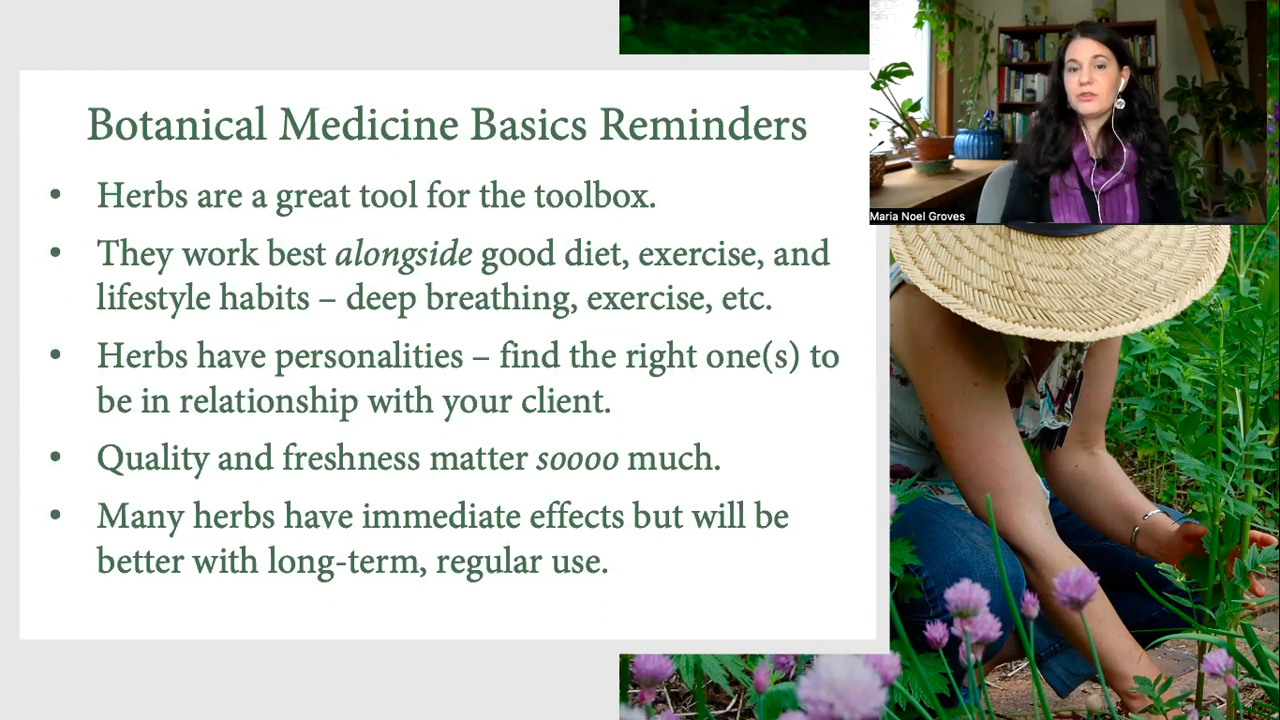 Botanical Medicine Basics Reminders
• Herbs are a great tool for the toolbox.
• They work best alongside good diet, exercise, and
lifestyle habits – deep breathing, exercise, etc.
• Herbs have personalities – find the right one(s) to
be in relationship with your client.
• Quality and freshness matter soooo much.
• Many herbs have immediate effects but will be
better with long-term, regular use.
Maria Noel Groves